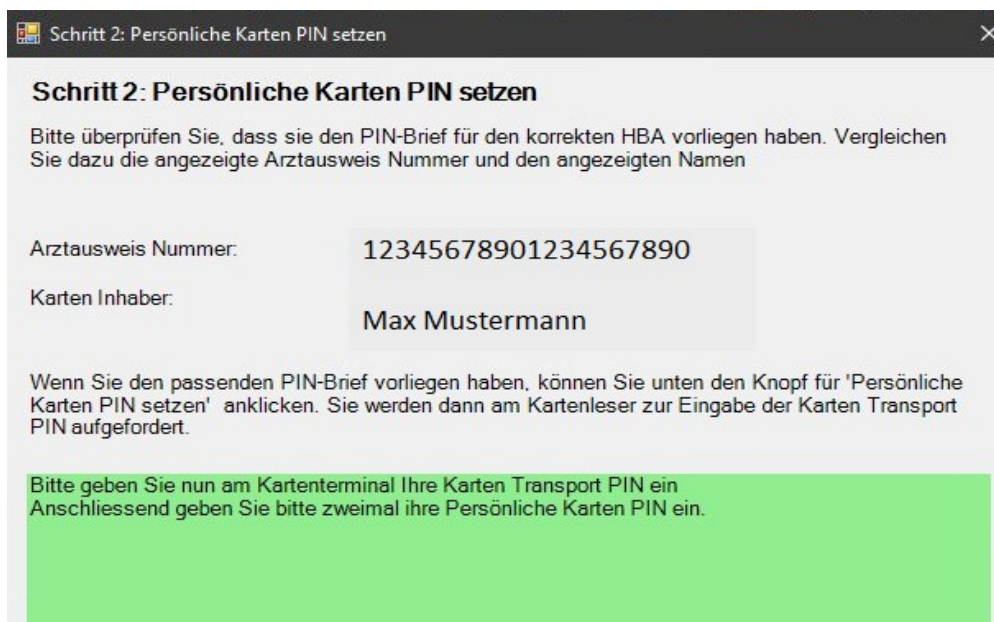 Schritt 2: Persönliche Karten PIN setzen
Schritt 2: Persönliche Karten PIN setzen
Bitte überprüfen Sie, dass sie den PIN-Brief für den korrekten HBA vorliegen haben. Vergleichen
Sie dazu die angezeigte Arztausweis Nummer und den angezeigten Namen
Arztausweis Nummer: 12345678901234567890
Karten Inhaber:
Max Mustermann
Wenn Sie den passenden PIN-Brief vorliegen haben, können Sie unten den Knopf für 'Persönliche
Karten PIN setzen'  anklicken. Sie werden dann am Kartenleser zur Eingabe der Karten Transport
PIN aufgefordert.
Bitte geben Sie nun am Kartenterminal Ihre Karten Transport PIN ein
Anschliessend geben Sie bitte zweimal ihre Persönliche Karten PIN ein.